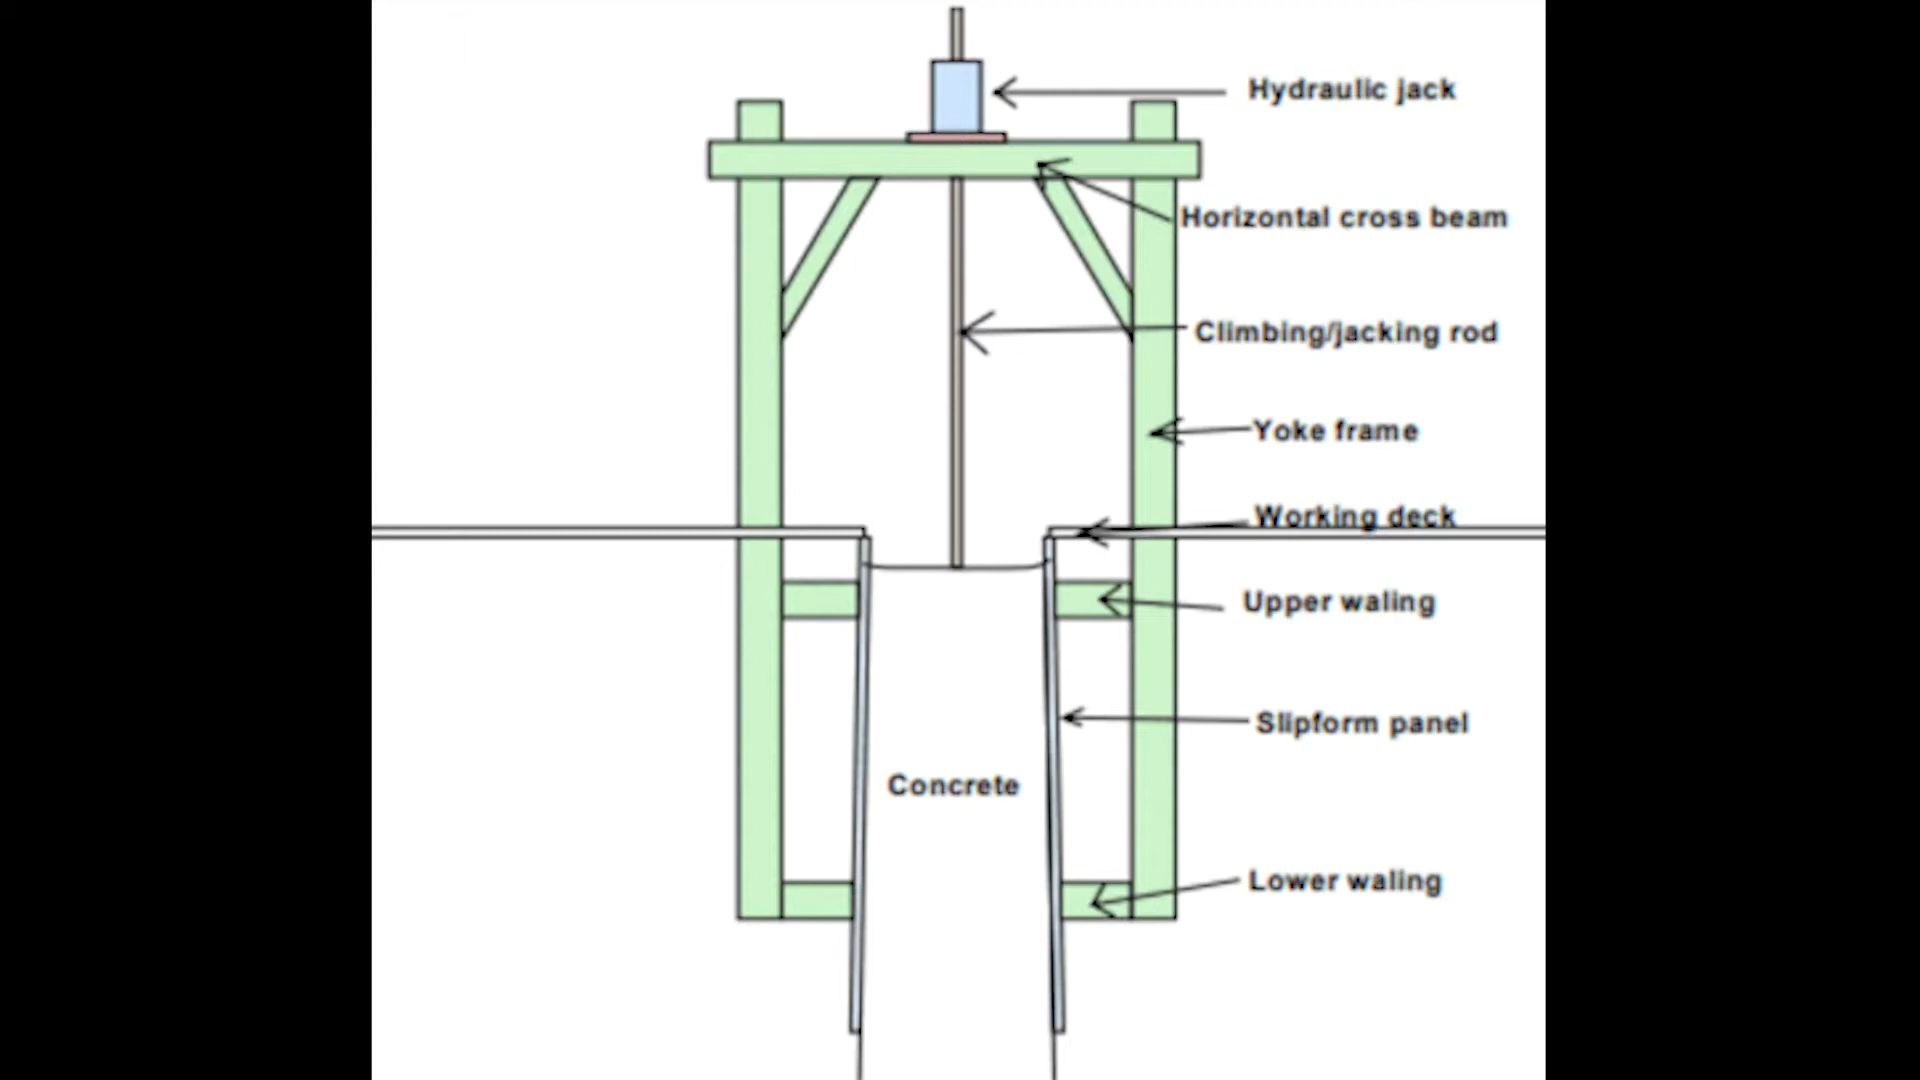 Hydraulic jack
Horizontal cross beam
Climbing/jacking rod
Yoke frame
Working deck
Upper waling
Slipform panel
Concrete
Lower waling